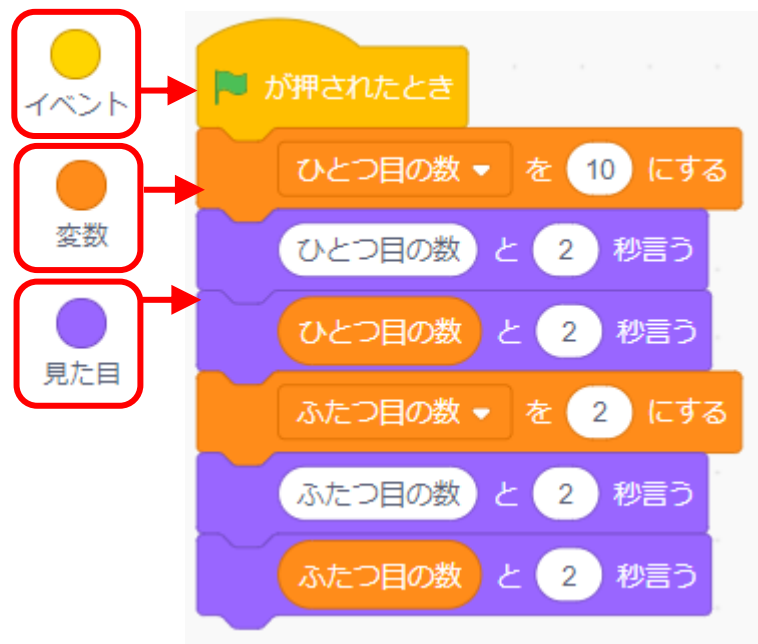 イベント
変数
見た目
が押されたとき
ひとつ目の数 を 10 にする
ひとつ目の数 と 2 秒言う
ひとつ目の数 と 2 秒言う
ふたつ目の数 を 2 にする
ふたつ目の数 と 2 秒言う
ふたつ目の数 と 2 秒言う